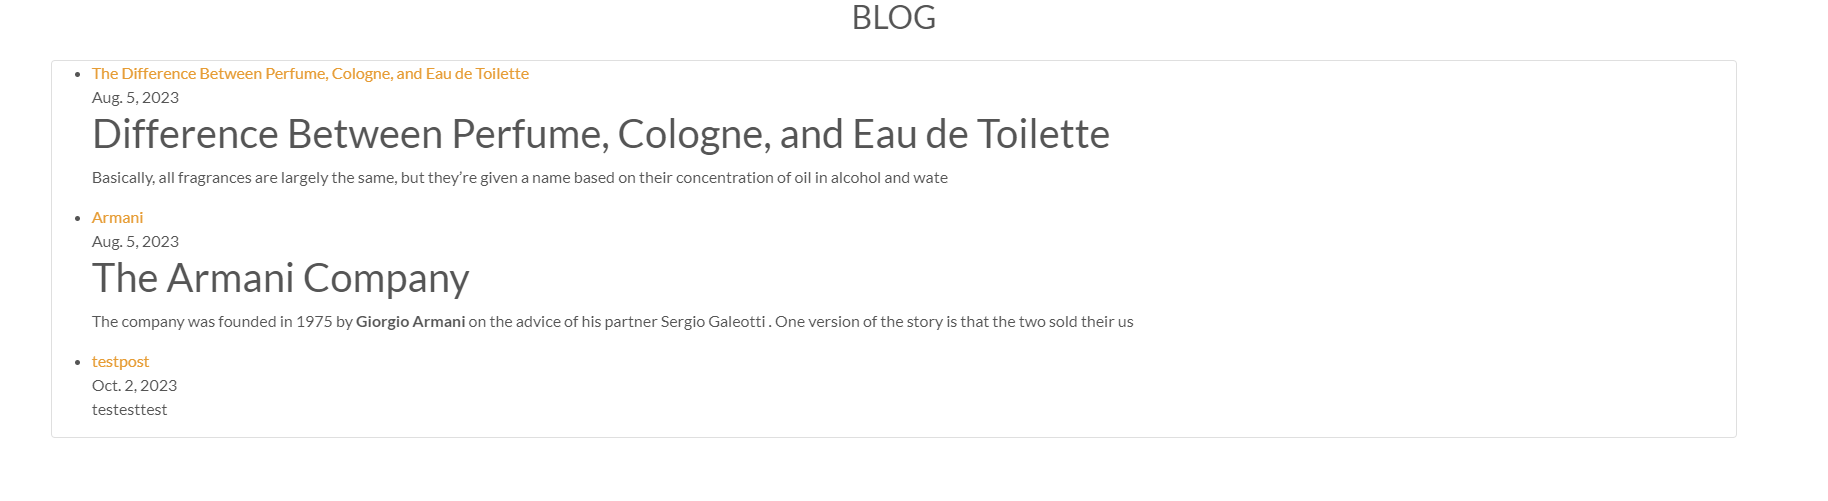 BLOG
The Difference Between Perfume, Cologne, and Eau de Toilette
Aug. 5, 2023
Difference Between Perfume, Cologne, and Eau de Toilette
Basically, all fragrances are largely the same, but they’re given a name based on their concentration of oil in alcohol and wate
Armani
Aug. 5, 2023
The Armani Company
The company was founded in 1975 by Giorgio Armani on the advice of his partner Sergio Galeotti . One version of the story is that the two sold their us
testpost
Oct. 2, 2023
testesttest